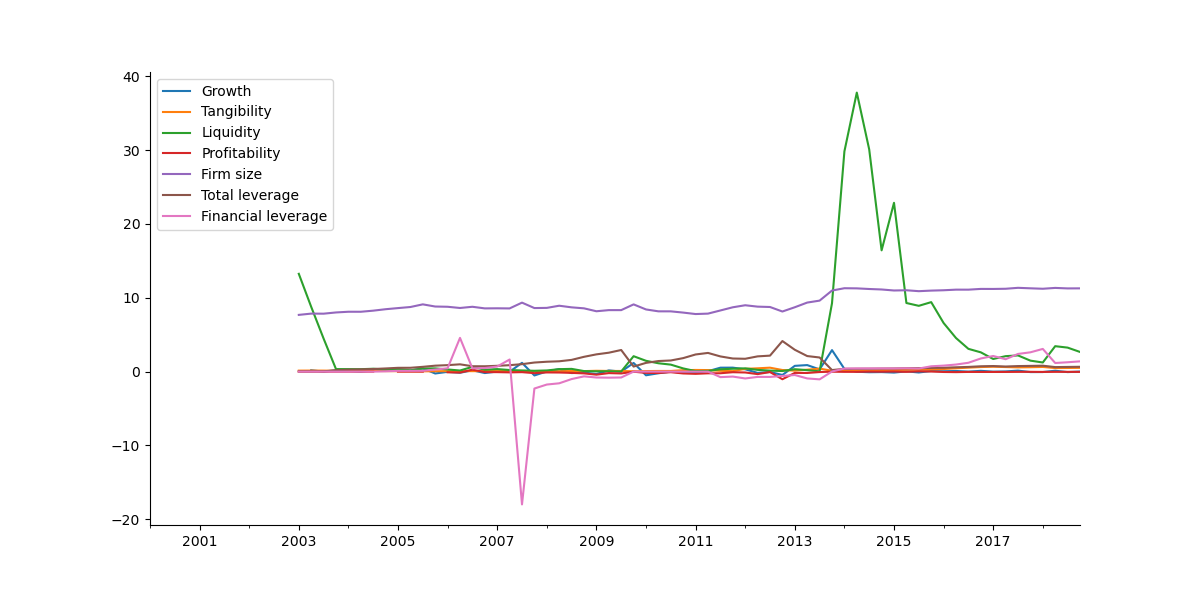 40
30
20
10
0
−10
−20
Growth
Tangibility
Liquidity
Profitability
Firm size
Total leverage
Financial leverage
2001 2003 2005 2007 2009 2011 2013 2015 2017